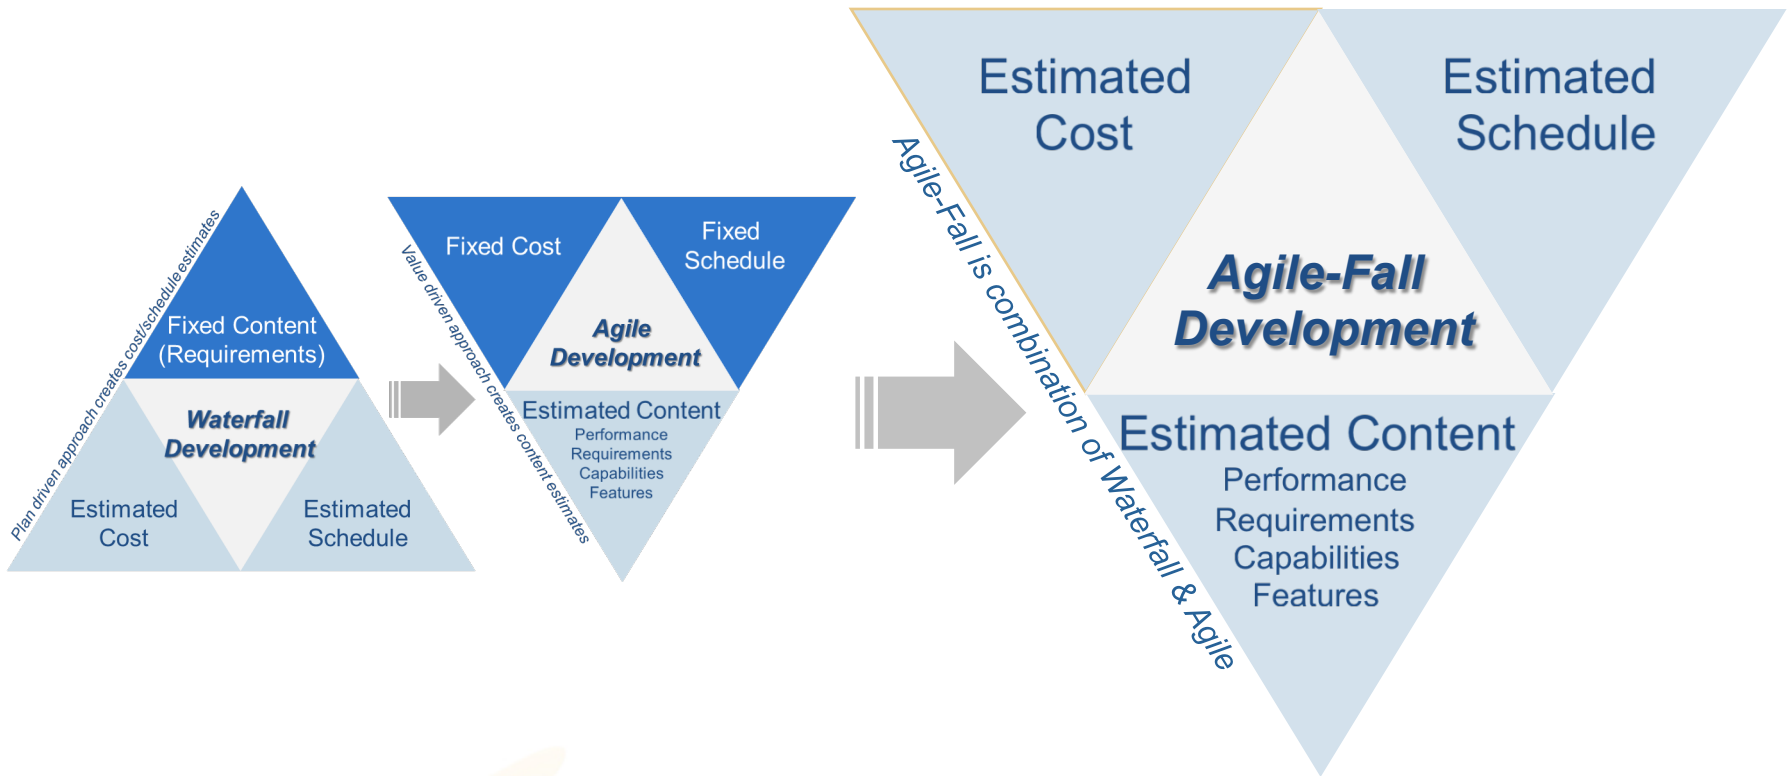 Plan driven approach creates cost/schedule estimates
Fixed Content
(Requirements)
Waterfall
Development
Estimated
Cost
Estimated
Schedule
Value driven approach creates content estimates
Fixed Cost
Fixed
Schedule
Agile
Development
Estimated Content
Performance
Requirements
Capabilities
Features
Agile-Fall is combination of Waterfall & Agile
Estimated
Cost
Estimated
Schedule
Agile-Fall
Development
Estimated Content
Performance
Requirements
Capabilities
Features